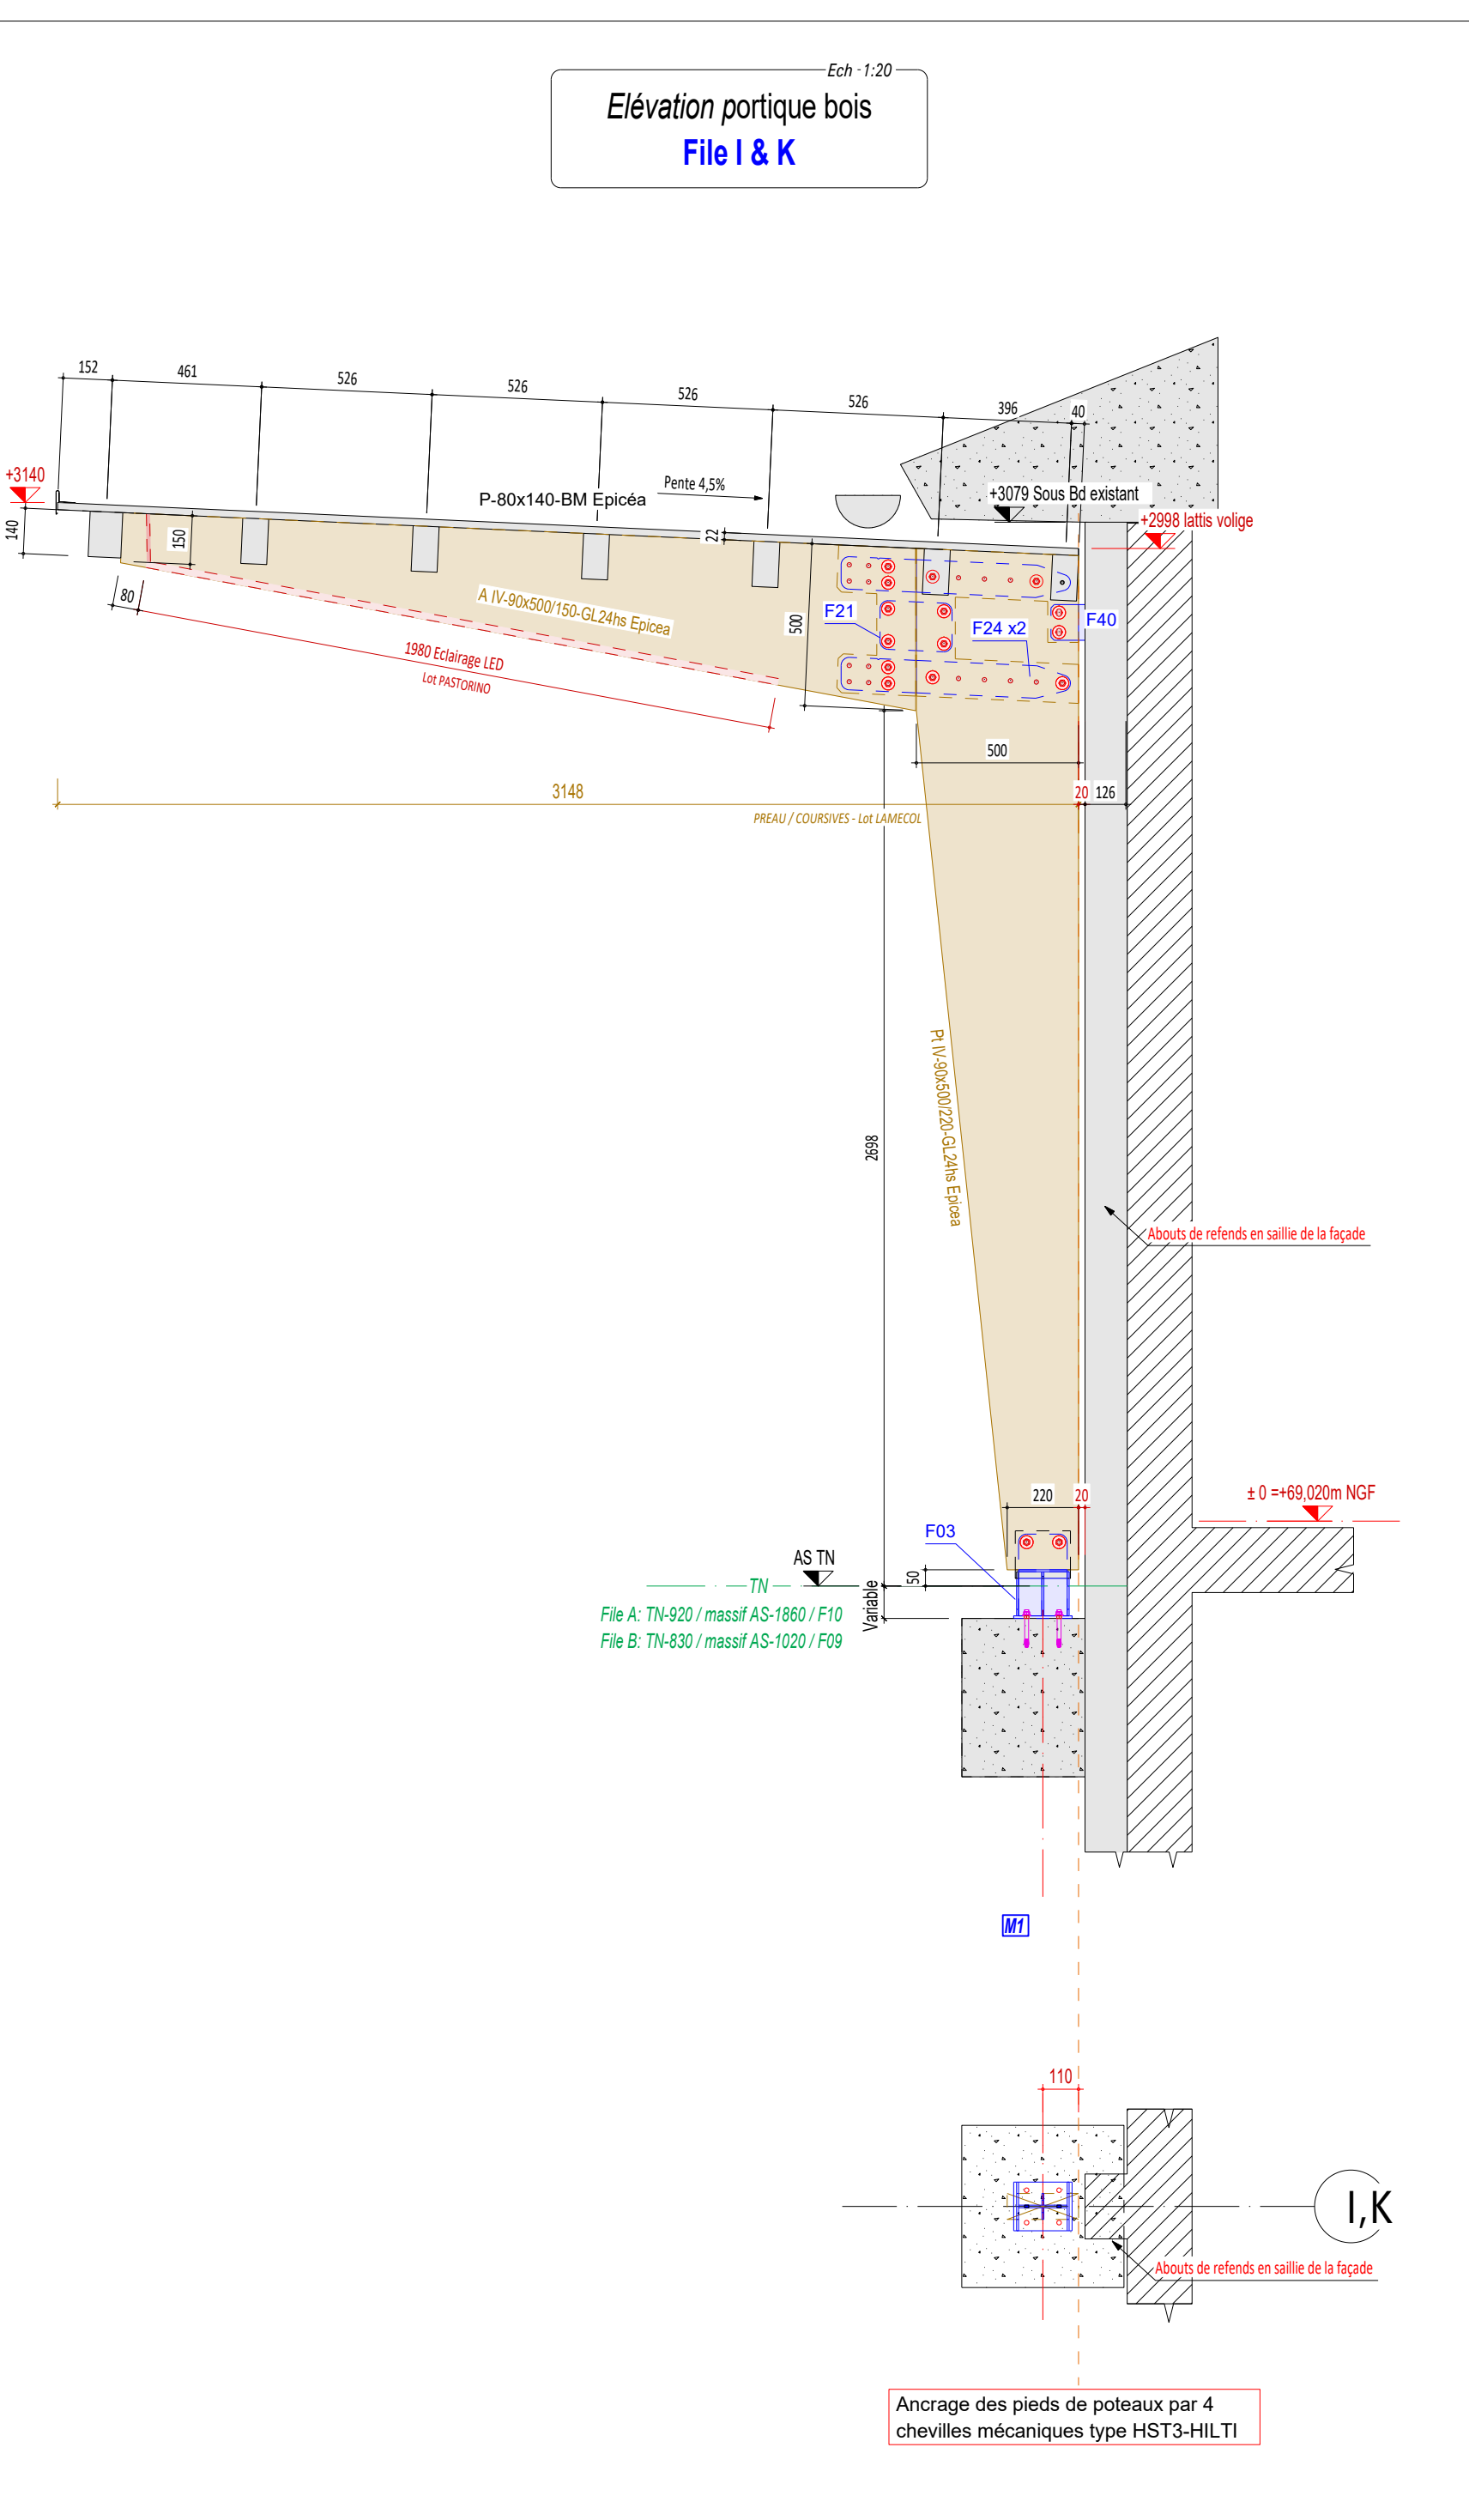 Ech - 1:20
Elévation portique bois
File I & K
152
461
526
526
526
526
396
40
+3140
140
P-80x140-BM Epicéa
Pente 4,5%
+3079 Sous Bd existant
+2998 lattis volige
150
22
80
A IV-90x500/150-GL24hs Epicea
500
F21
F24 x2
F40
1980 Eclairage LED
Lot PASTORINO
500
3148
20
126
PREAU / COURSIVES - Lot LAMECOL
Pt IV-90x500/220-GL24hs Epicea
2698
Abouts de refends en saillie de la façade
± 0 =+69,020m NGF
220
20
F03
AS TN
50
TN
Variable
File A: TN-920 / massif AS-1860 / F10
File B: TN-830 / massif AS-1020 / F09
M1
110
I,K
Abouts de refends en saillie de la façade
Ancrage des pieds de poteaux par 4
chevilles mécaniques type HST3-HILTI